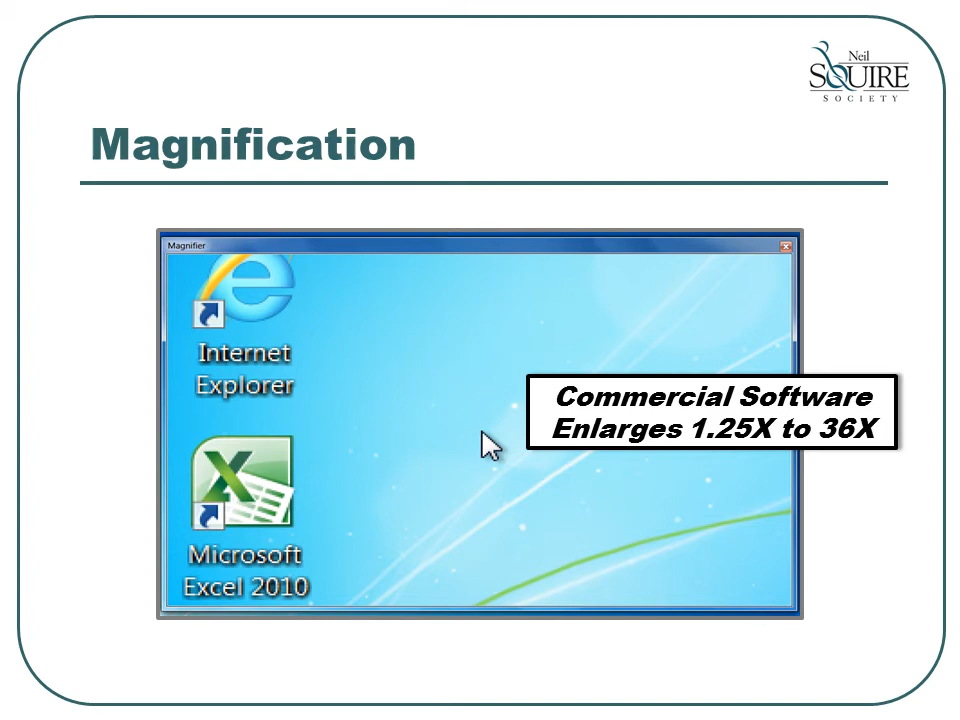 Neil
SQUIRE
SOCIETY
Magnification
Magnifier
Internet
Explorer
Commercial Software
Enlarges 1.25X to 36X
Microsoft
Excel 2010